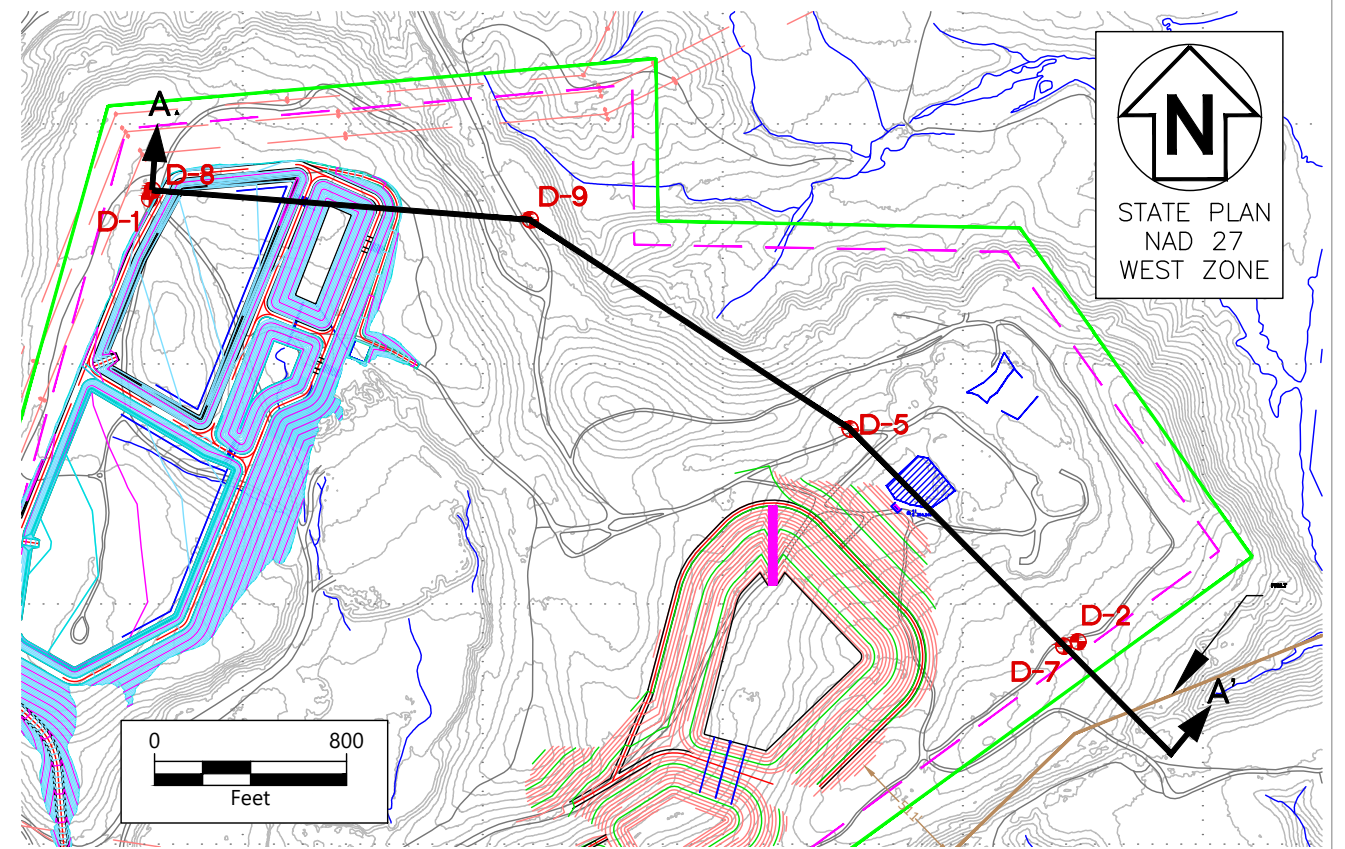 A.
D-8
D-1
D-9
N
STATE PLAN
NAD 27
WEST ZONE
D-5
D-2
D-7
A'
0 800
Feet